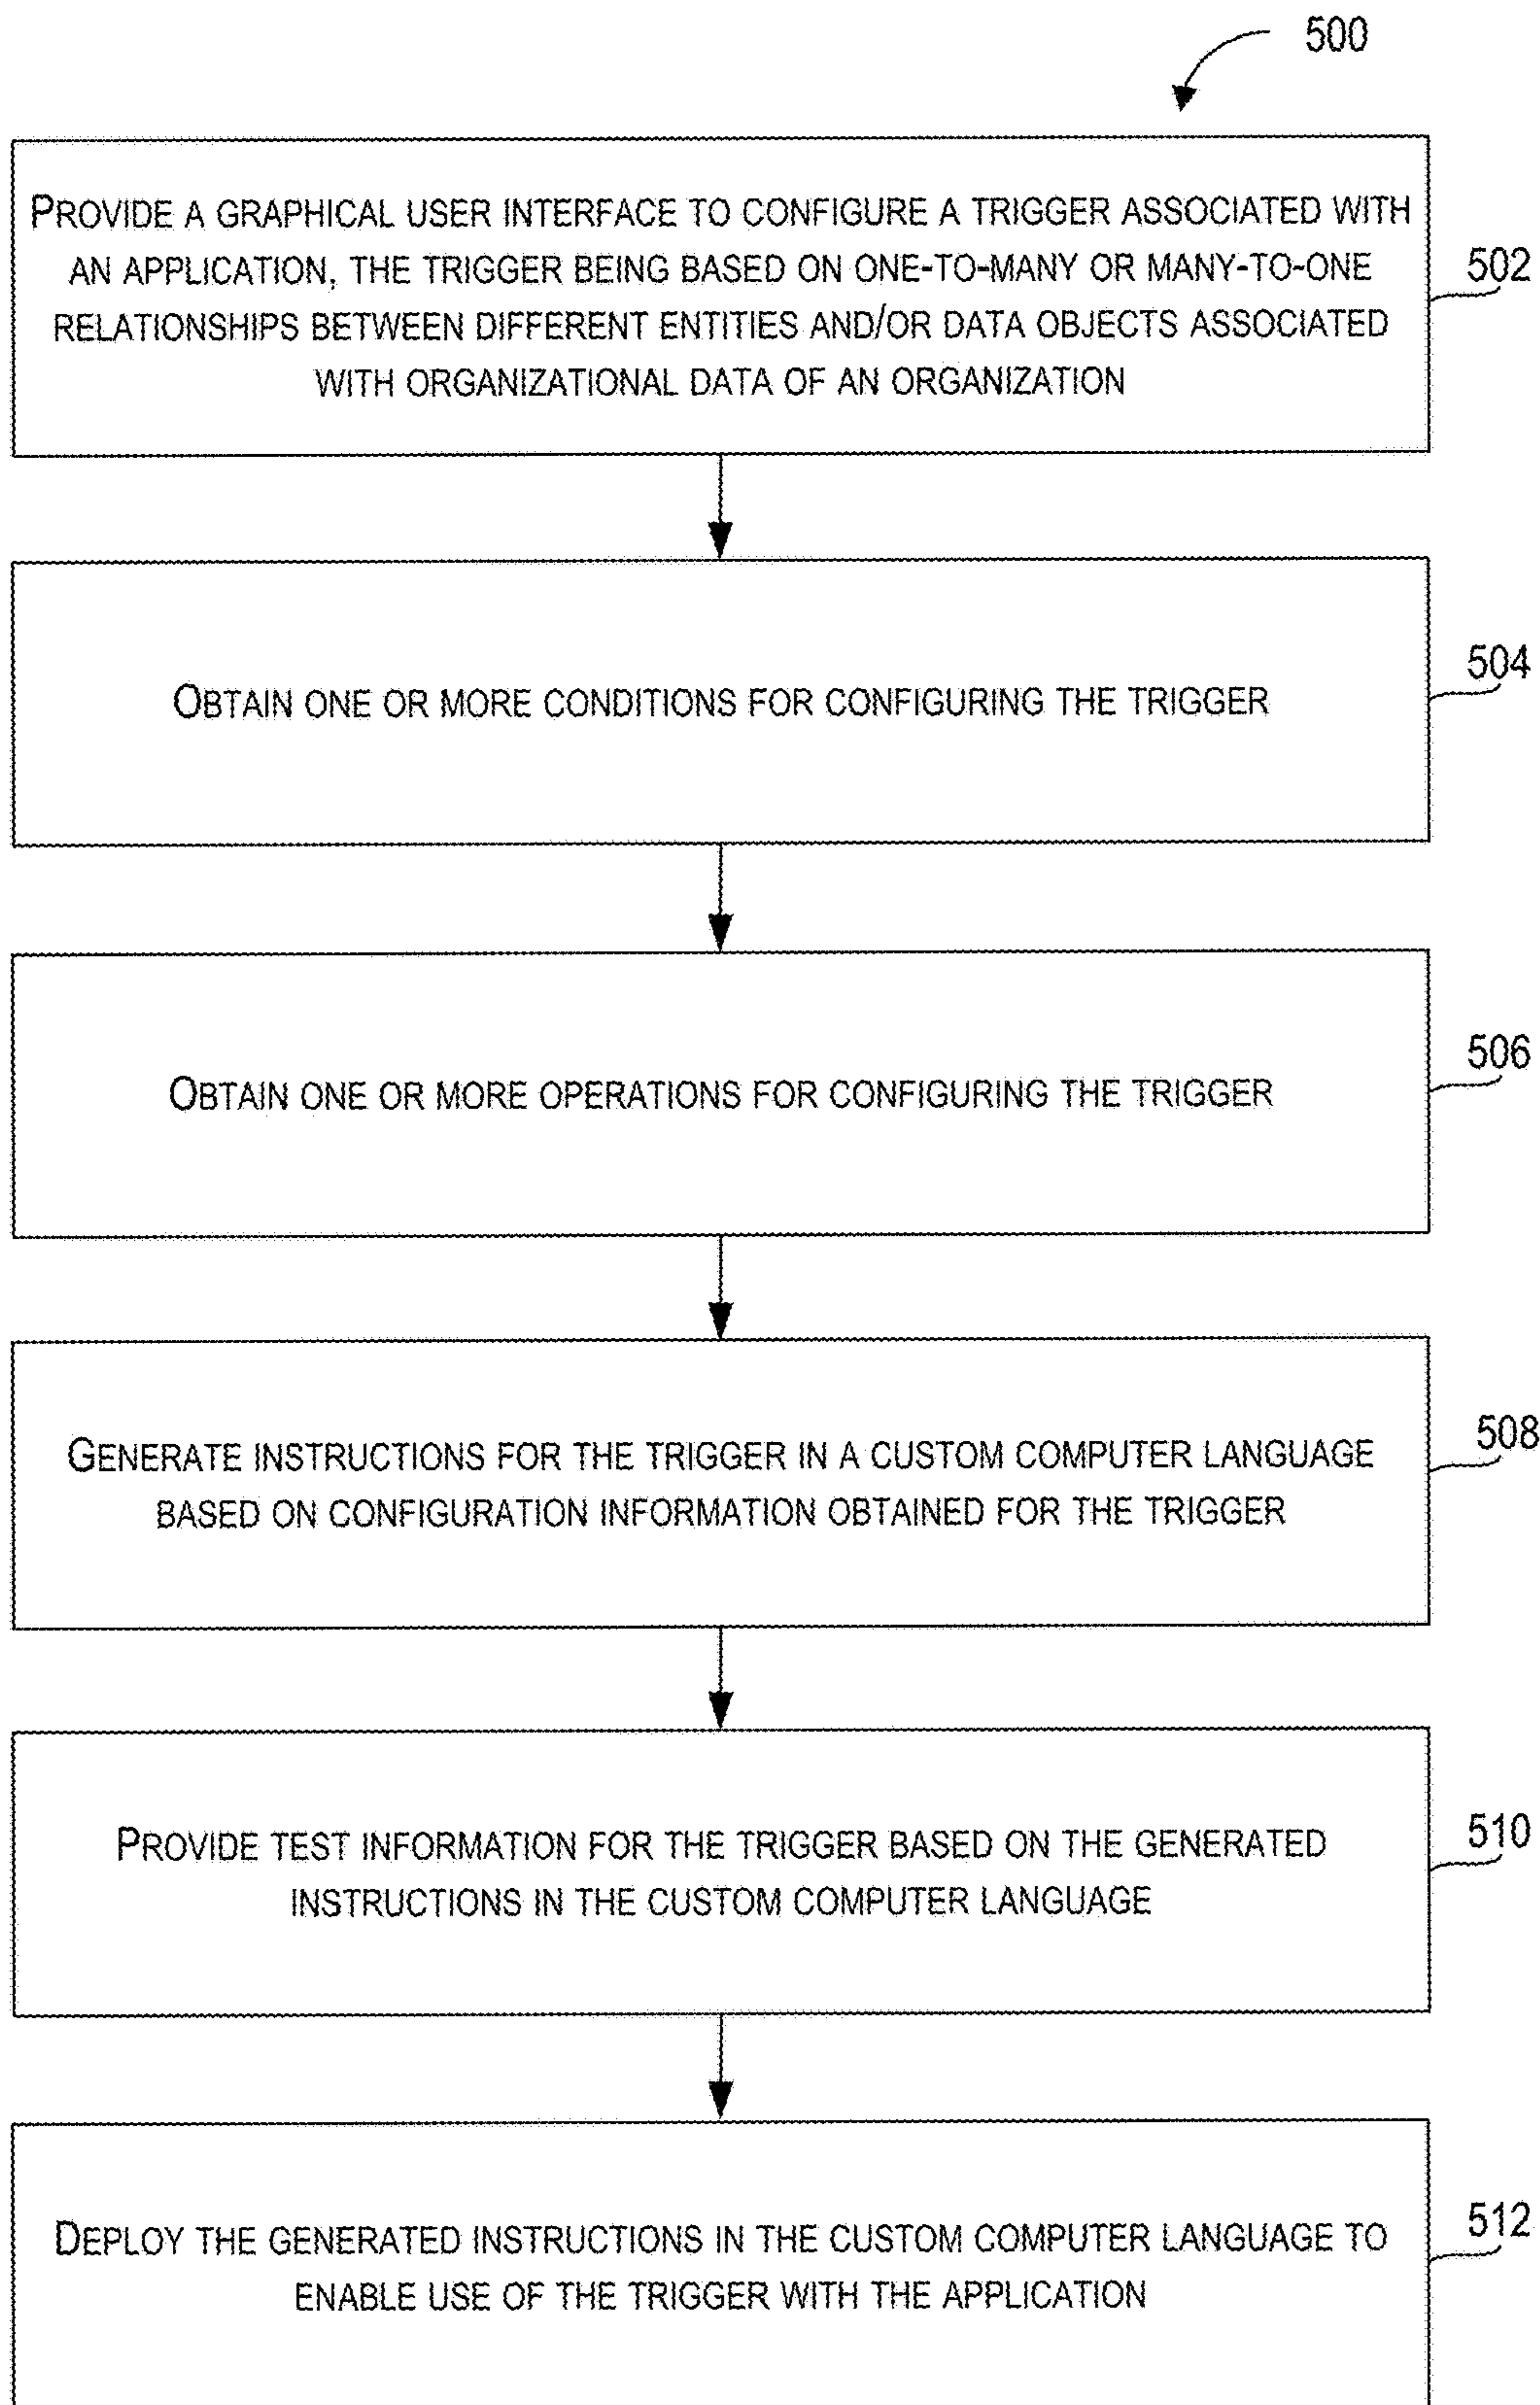 500
PROVIDE A GRAPHICAL USER INTERFACE TO CONFIGURE A TRIGGER ASSOCIATED WITH
AN APPLICATION, THE TRIGGER BEING BASED ON ONE-TO-MANY OR MANY-TO-ONE
RELATIONSHIPS BETWEEN DIFFERENT ENTITIES AND/OR DATA OBJECTS ASSOCIATED
WITH ORGANIZATIONAL DATA OF AN ORGANIZATION
502
OBTAIN ONE OR MORE CONDITIONS FOR CONFIGURING THE TRIGGER
504
OBTAIN ONE OR MORE OPERATIONS FOR CONFIGURING THE TRIGGER
506
GENERATE INSTRUCTIONS FOR THE TRIGGER IN A CUSTOM COMPUTER LANGUAGE
BASED ON CONFIGURATION INFORMATION OBTAINED FOR THE TRIGGER
508
PROVIDE TEST INFORMATION FOR THE TRIGGER BASED ON THE GENERATED
INSTRUCTIONS IN THE CUSTOM COMPUTER LANGUAGE
510
DEPLOY THE GENERATED INSTRUCTIONS IN THE CUSTOM COMPUTER LANGUAGE TO
ENABLE USE OF THE TRIGGER WITH THE APPLICATION
512